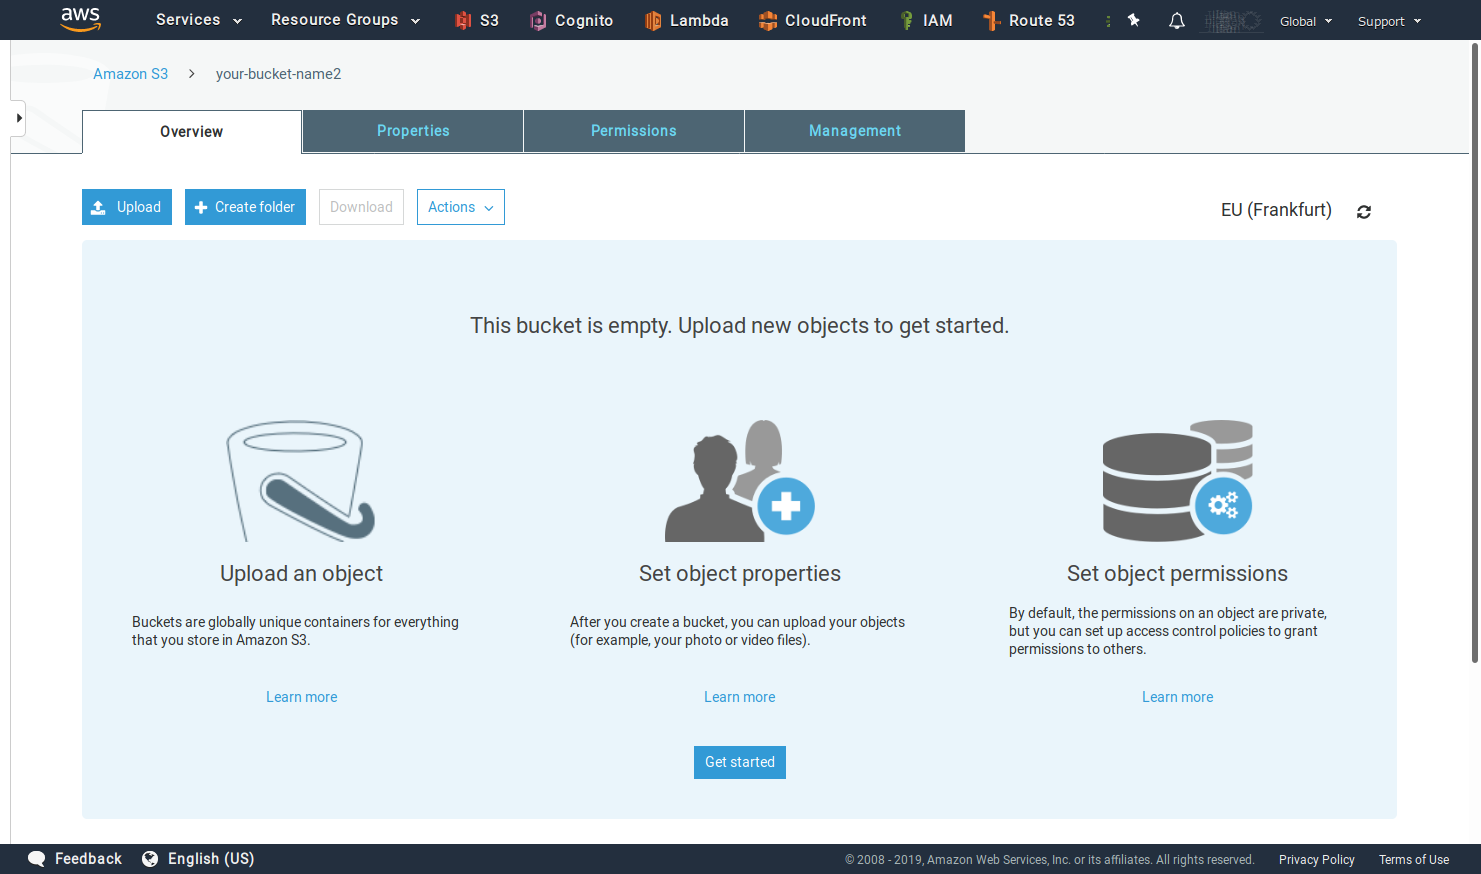 aws Services Resource Groups S3 Cognito Lambda CloudFront IAM Route 53 Global Support
Amazon S3 > your-bucket-name2
Overview Properties Permissions Management
Upload Create folder Download Actions EU (Frankfurt)
This bucket is empty. Upload new objects to get started.
Upload an object
Buckets are globally unique containers for everything
that you store in Amazon S3.
Learn more
Set object properties
After you create a bucket, you can upload your objects
(for example, your photo or video files).
Learn more
Set object permissions
By default, the permissions on an object are private,
but you can set up access control policies to grant
permissions to others.
Learn more
Get started
Feedback English (US) © 2008 - 2019, Amazon Web Services, Inc. or its affiliates. All rights reserved. Privacy Policy Terms of Use